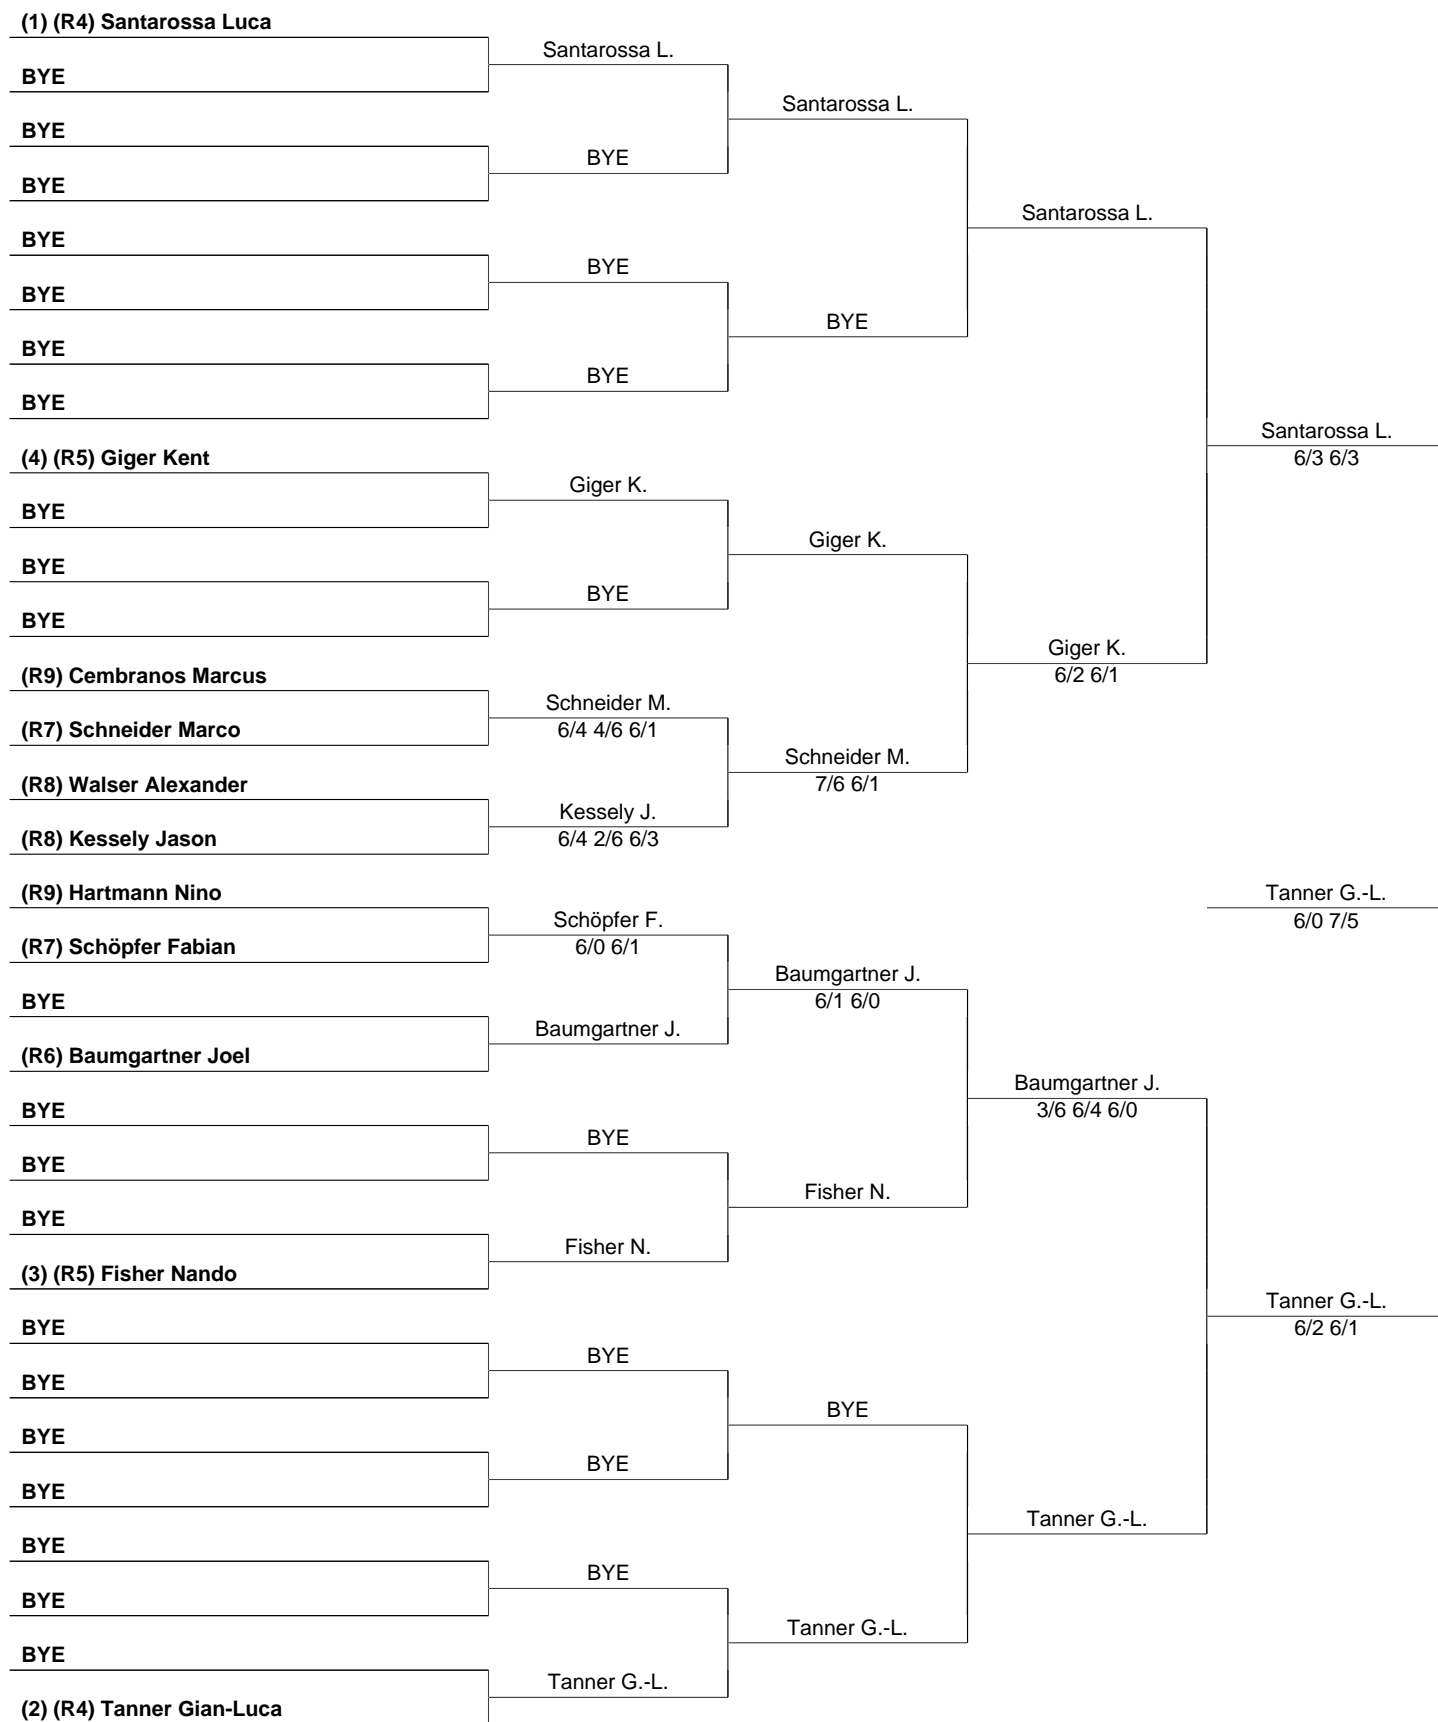 (1) (R4) Santarossa Luca
Santarossa L.
BYE
Santarossa L.
BYE
BYE
BYE
Santarossa L.
BYE
BYE
BYE
BYE
BYE
BYE
BYE
Santarossa L.
6/3 6/3
(4) (R5) Giger Kent
Giger K.
BYE
Giger K.
BYE
BYE
BYE
Giger K.
6/2 6/1
(R9) Cembranos Marcus
Schneider M.
6/4 4/6 6/1
(R7) Schneider Marco
Schneider M.
7/6 6/1
(R8) Walser Alexander
Kessely J.
6/4 2/6 6/3
(R8) Kessely Jason
(R9) Hartmann Nino
Tanner G.-L.
6/0 7/5
Schöpfer F.
6/0 6/1
(R7) Schöpfer Fabian
Baumgartner J.
6/1 6/0
BYE
Baumgartner J.
(R6) Baumgartner Joel
Baumgartner J.
3/6 6/4 6/0
BYE
BYE
BYE
Fisher N.
BYE
Fisher N.
(3) (R5) Fisher Nando
Tanner G.-L.
6/2 6/1
BYE
BYE
BYE
BYE
BYE
BYE
BYE
Tanner G.-L.
BYE
BYE
BYE
Tanner G.-L.
BYE
Tanner G.-L.
(2) (R4) Tanner Gian-Luca